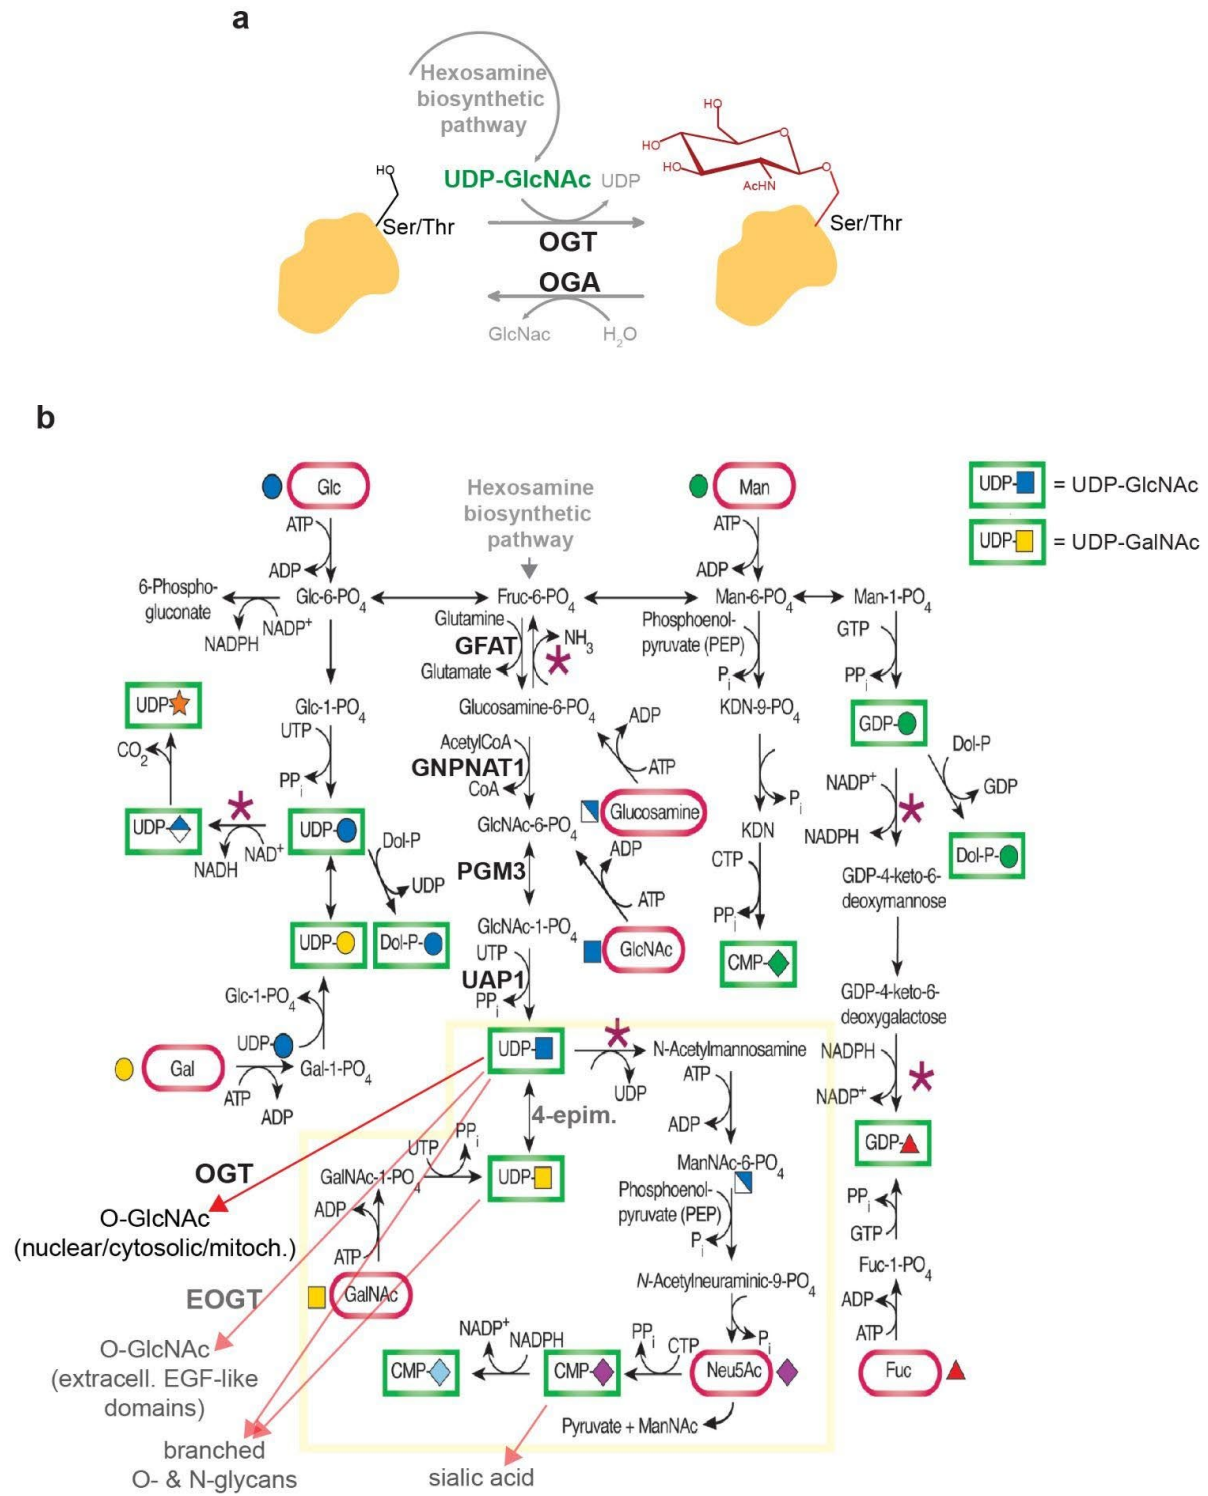 a
Hexosamine
biosynthetic
pathway
HO
UDP-GlcNAc UDP
Ser/Thr
OGT
OGA
GlcNac
H2O
HO
HO
HO
O
O
AcHN
Ser/Thr
b
Glc
Hexosamine
biosynthetic
pathway
Man
UDP- = UDP-GlcNAc
UDP- = UDP-GalNAc
ATP
ADP
ATP
ADP
6-Phospho-
gluconate
Glc-6-PO4
Fruc-6-PO4
Man-6-PO4
Man-1-PO4
NADP+
NADPH
Glutamine
GFAT
Glutamate
NH3
*
Phosphoenol-
pyruvate (PEP)
Pi
GTP
PPi
UDP-
Glc-1-PO4
Glucosamine-6-PO4
KDN-9-PO4
GDP-
CO2
UTP
PPi
AcetylCoA
GNPNAT1
CoA
ADP
ATP
Pi
Dol-P
GDP
NADP+
NADPH
*
UDP-
*
NADH
NAD+
UDP-
Dol-P
UDP
GlcNAc-6-PO4
Glucosamine
KDN
Dol-P-
PGM3
ADP
ATP
CTP
PPi
GDP-4-keto-6-
deoxymannose
UDP-
Dol-P-
GlcNAc-1-PO4
GlcNAc
CMP-
UTP
UAP1
PPi
Glc-1-PO4
UDP-
GDP-4-keto-6-
deoxygalactose
Gal
ATP
ADP
Gal-1-PO4
UDP-
*
UDP
N-Acetylmannosamine
NADPH
NADP+
*
4-epim.
ATP
ADP
GDP-
OGT
O-GlcNAc
(nuclear/cytosolic/mitoch.)
GalNAc-1-PO4
UTP
PPi
UDP-
ManNAc-6-PO4
Phosphoenol-
pyruvate (PEP)
Pi
PPi
GTP
ADP
ATP
GalNAc
N-Acetylneuraminic-9-PO4
Fuc-1-PO4
EOGT
O-GlcNAc
(extracell. EGF-like
domains)
Pi
ADP
ATP
CMP-
NADP+
NADPH
CMP-
PPi
CTP
Neu5Ac
Fuc
Pyruvate + ManNAc
branched
O- & N-glycans
sialic acid